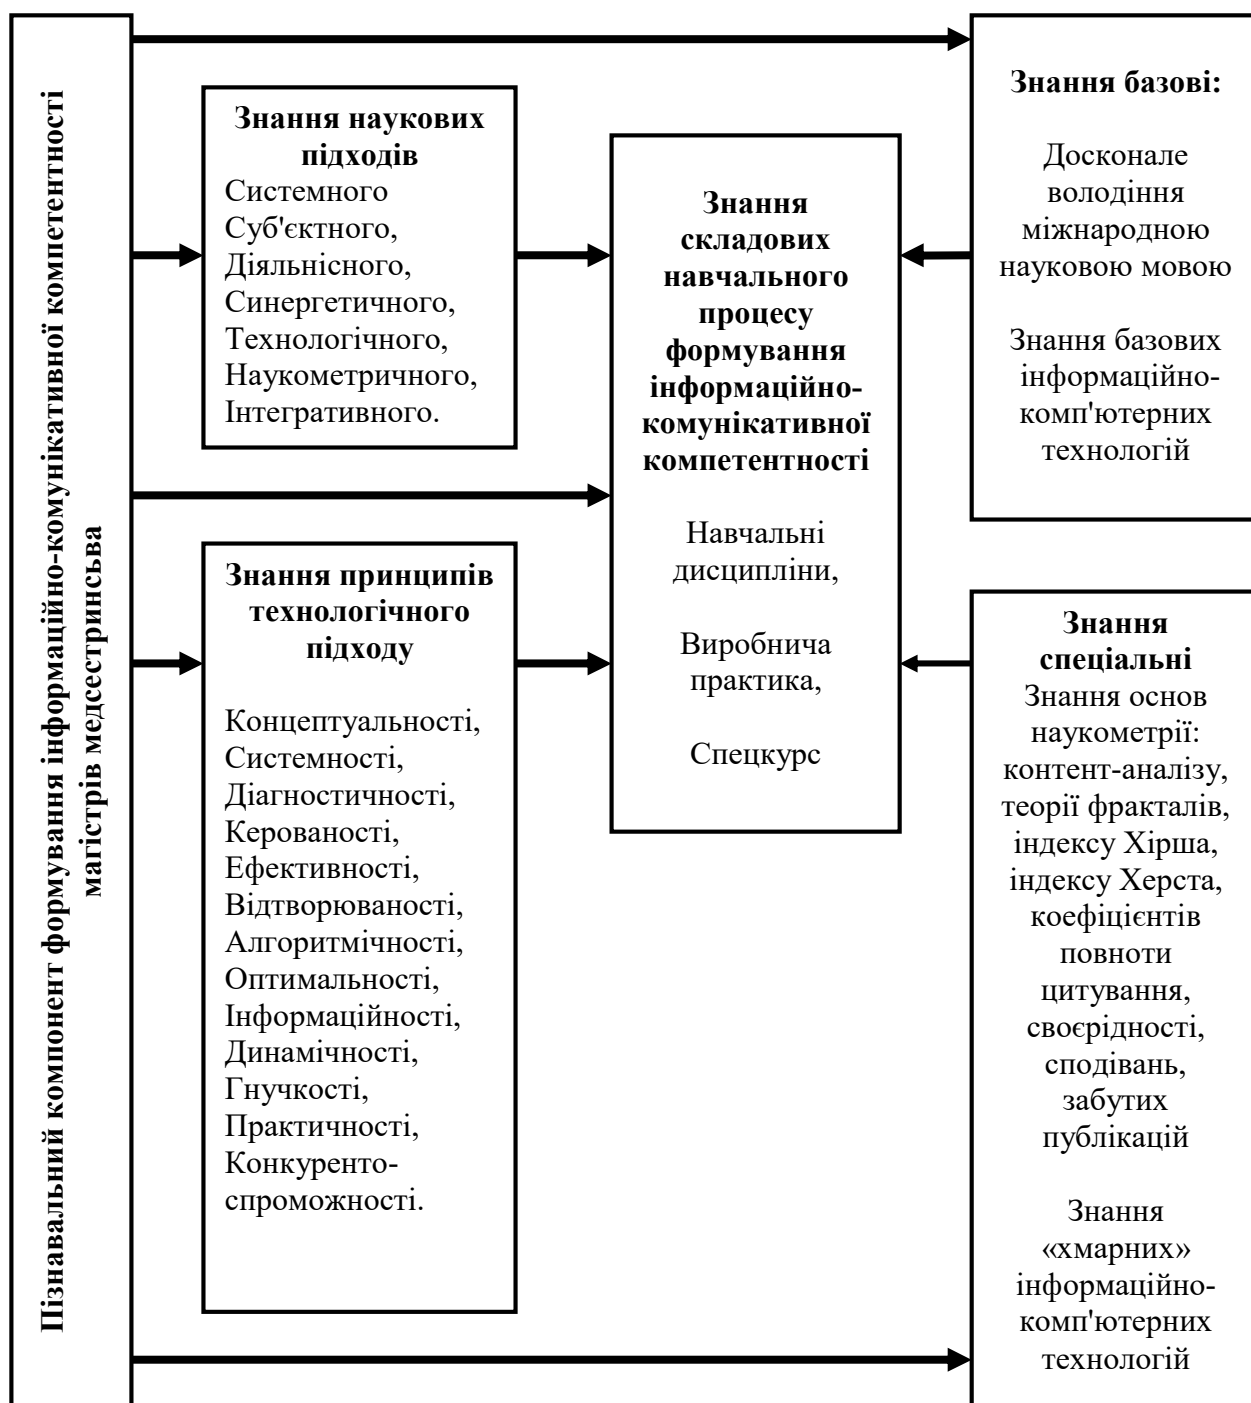 Пізнавальний компонент формування інформаційно-комунікативної компетентності
магістрів медсестринсьва
Знання наукових
підходів
Системного
Суб'єктного,
Діяльнісного,
Синергетичного,
Технологічного,
Наукометричного,
Інтегративного.
Знання принципів
технологічного
підходу
Концептуальності,
Системності,
Діагностичності,
Керованості,
Ефективності,
Відтворюваності,
Алгоритмічності,
Оптимальності,
Інформаційності,
Динамічності,
Гнучкості,
Практичності,
Конкуренто-
спроможності.
Знання
складових
навчального
процесу
формування
інформаційно-
комунікативної
компетентності
Навчальні
дисципліни,
Виробнича
практика,
Спецкурс
Знання базові:
Досконале
володіння
міжнародною
науковою мовою
Знання базових
інформаційно-
комп'ютерних
технологій
Знання
спеціальні
Знання основ
наукометрії:
контент-аналізу,
теорії фракталів,
індексу Хірша,
індексу Херста,
коефіцієнтів
повноти
цитування,
своєрідності,
сподівань,
забутих
публікацій
Знання
«хмарних»
інформаційно-
комп'ютерних
технологій